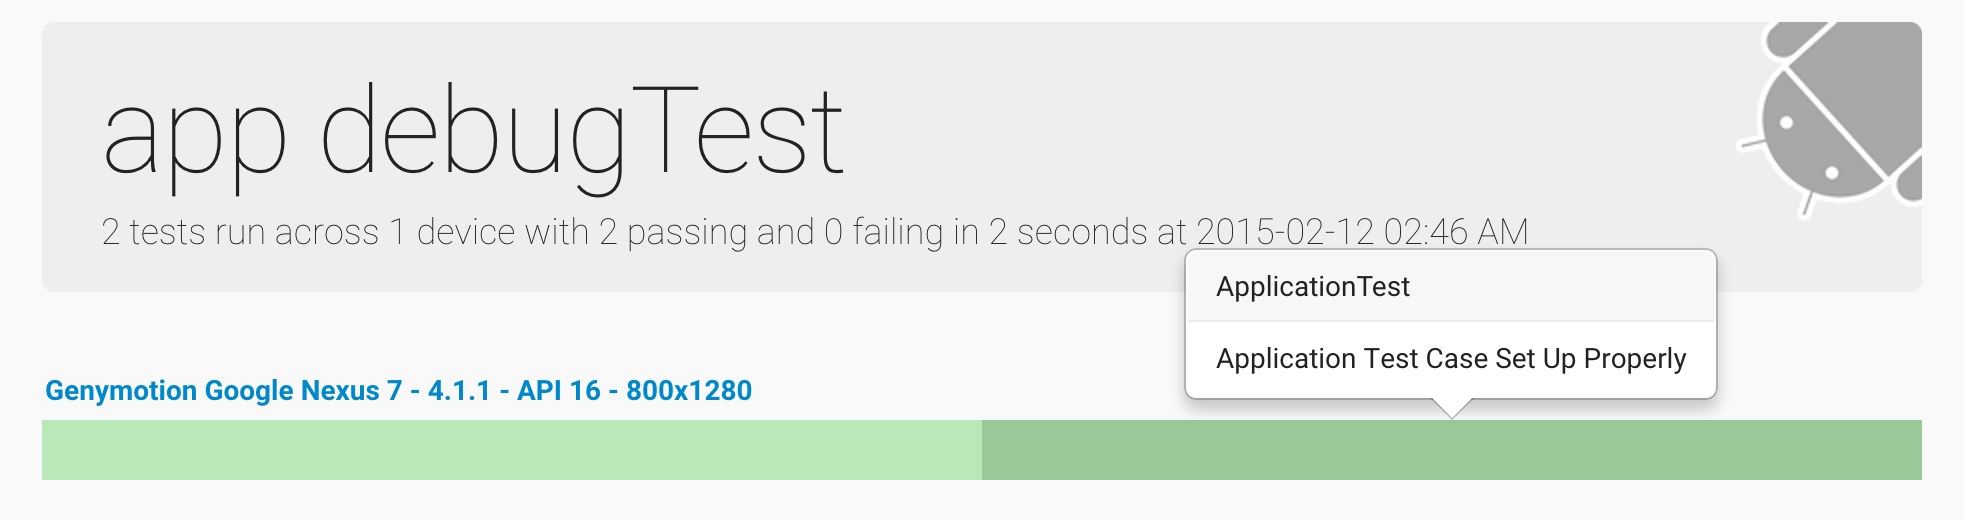 app debugTest
2 tests run across 1 device with 2 passing and 0 failing in 2 seconds at 2015-02-12 02:46 AM
ApplicationTest
Application Test Case Set Up Properly
Genymotion Google Nexus 7 - 4.1.1 - API 16 - 800x1280